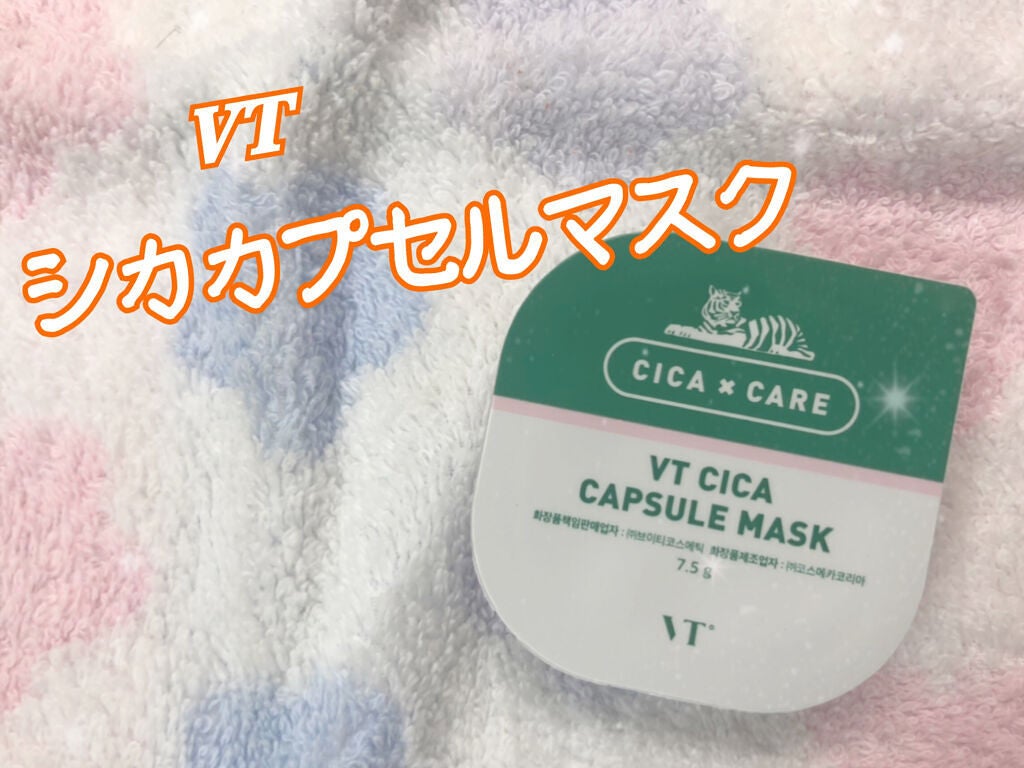 VT
シカカプセルマスク
CICA × CARE
VT CICA
CAPSULE MASK
화장품책임판매업자 : ㈜브이티코스메틱 화장품제조업자 : ㈜코스메카코리아
7.5 g
VT